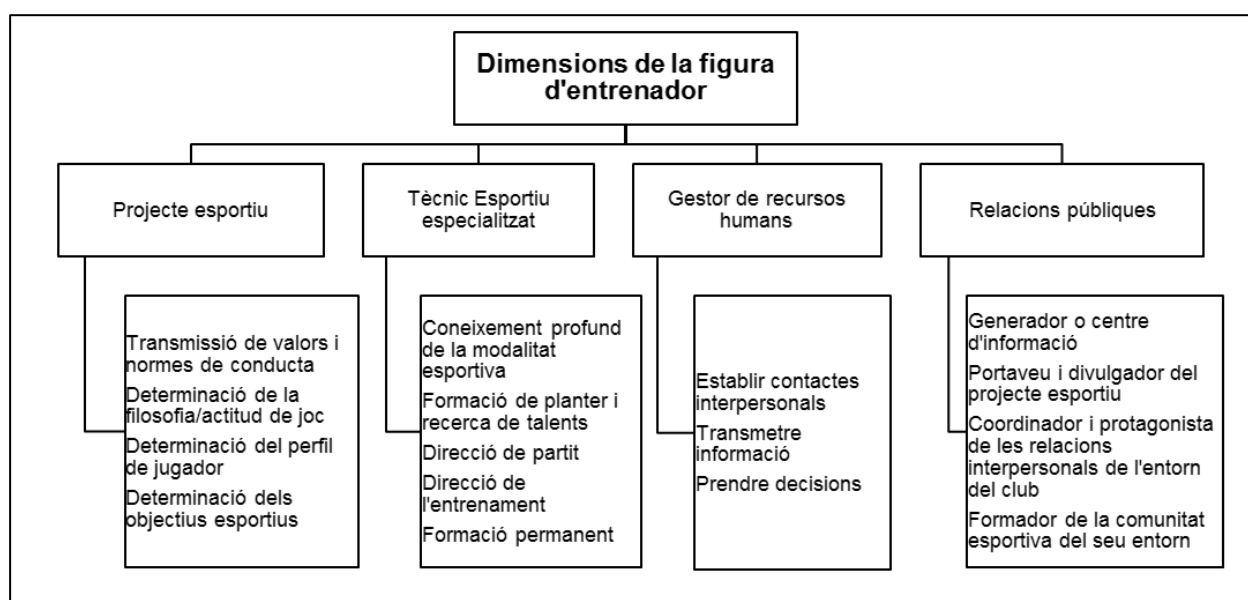 Dimensions de la figura
d'entrenador
Projecte esportiu
Tècnic Esportiu
especialitzat
Gestor de recursos
humans
Relacions públiques
Transmissió de valors i
normes de conducta
Determinació de la
filosofia/actitud de joc
Determinació del perfil
de jugador
Determinació dels
objectius esportius
Coneixement profund
de la modalitat
esportiva
Formació de planter i
recerca de talents
Direcció de partit
Direcció de
l'entrenament
Formació permanent
Establir contactes
interpersonals
Transmetre
informació
Prendre decisions
Generador o centre
d'informació
Portaveu i divulgador del
projecte esportiu
Coordinador i protagonista
de les relacions
interpersonals de l'entorn
del club
Formador de la comunitat
esportiva del seu entorn